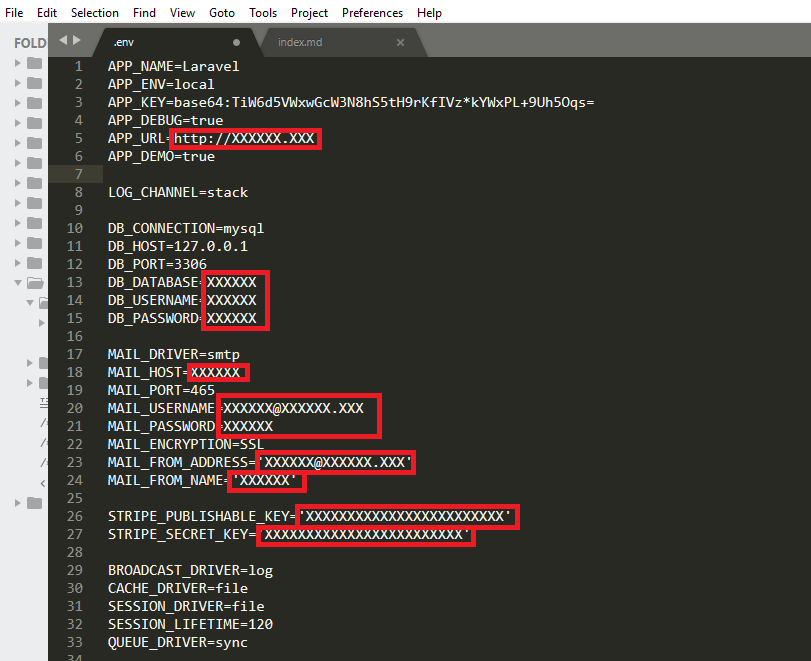 File Edit Selection Find View Goto Tools Project Preferences Help
FOLD
.env
index.md
1 APP_NAME=Laravel
2 APP_ENV=local
3 APP_KEY=base64:TiW6d5VWxwGcW3N8hS5tH9rKfIVz*kYWxPL+9Uh5Oqs=
4 APP_DEBUG=true
5 APP_URL=http://XXXXXX.XXX
6 APP_DEMO=true
7
8 LOG_CHANNEL=stack
9
10 DB_CONNECTION=mysql
11 DB_HOST=127.0.0.1
12 DB_PORT=3306
13 DB_DATABASE=XXXXXX
14 DB_USERNAME=XXXXXX
15 DB_PASSWORD=XXXXXX
16
17 MAIL_DRIVER=smtp
18 MAIL_HOST=XXXXXX
19 MAIL_PORT=465
20 MAIL_USERNAME=XXXXXX@XXXXXX.XXX
21 MAIL_PASSWORD=XXXXXX
22 MAIL_ENCRYPTION=SSL
23 MAIL_FROM_ADDRESS='XXXXXX@XXXXXX.XXX'
24 MAIL_FROM_NAME='XXXXXX'
25
26 STRIPE_PUBLISHABLE_KEY='XXXXXXXXXXXXXXXXXXXXXXXX'
27 STRIPE_SECRET_KEY='XXXXXXXXXXXXXXXXXXXXXXXX'
28
29 BROADCAST_DRIVER=log
30 CACHE_DRIVER=file
31 SESSION_DRIVER=file
32 SESSION_LIFETIME=120
33 QUEUE_DRIVER=sync
34